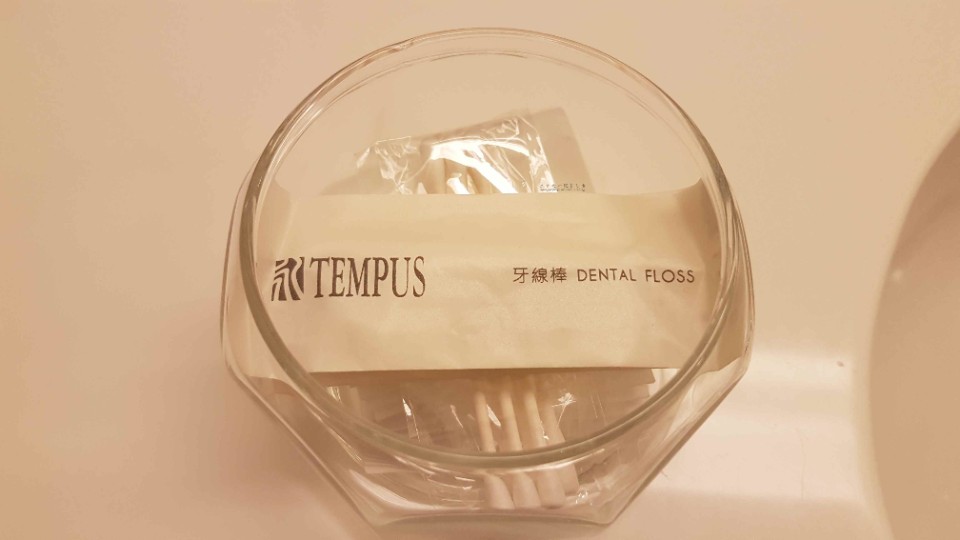 TEMPUS 牙線棒 DENTAL FLOSS